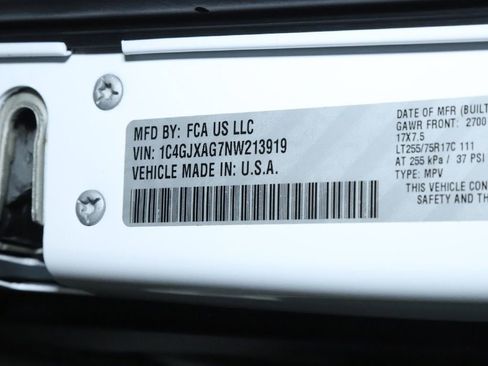 MFD BY: FCA US LLC
VIN: 1C4GJXAG7NW213919
VEHICLE MADE IN: U.S.A.
DATE OF MFR (BUILT
GAWR FRONT: 2700
17X7.5
LT255/75R17C 111
AT 255 kPa / 37 PSI
TYPE: MPV
THIS VEHICLE CON
SAFETY AND TH